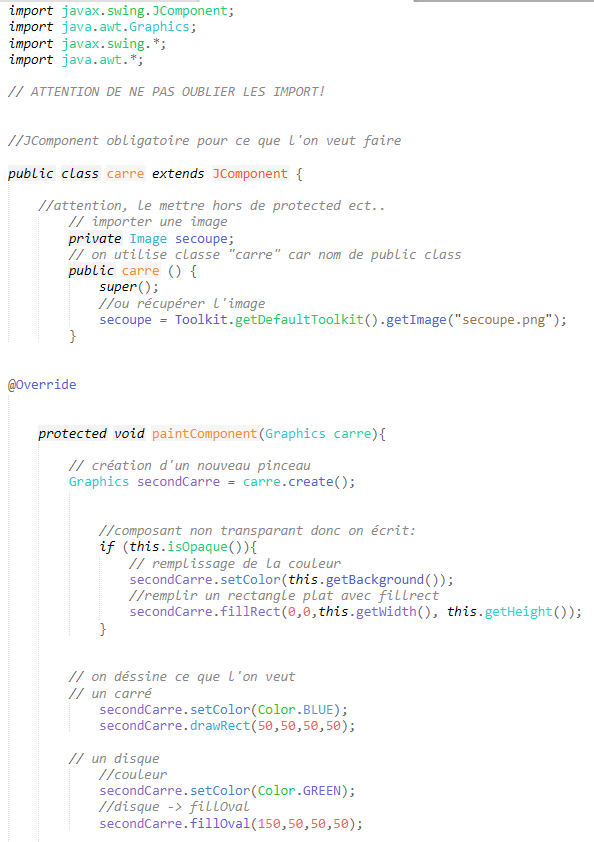 import javax.swing.JComponent;
import java.awt.Graphics;
import javax.swing.*;
import java.awt.*;
// ATTENTION DE NE PAS OUBLIER LES IMPORT!
//JComponent obligatoire pour ce que l'on veut faire
public class carre extends JComponent {
//attention, le mettre hors de protected ect..
// importer une image
private Image secoupe;
// on utilise classe "carre" car nom de public class
public carre () {
super();
//ou récupérer l'image
secoupe = Toolkit.getDefaultToolkit().getImage("secoupe.png");
}
@Override
protected void paintComponent(Graphics carre){
// création d'un nouveau pinceau
Graphics secondCarre = carre.create();
//composant non transparant donc on écrit:
if (this.isOpaque()){
// remplissage de la couleur
secondCarre.setColor(this.getBackground());
//remplir un rectangle plat avec fillrect
secondCarre.fillRect(0,0,this.getWidth(), this.getHeight());
}
// on déssine ce que l'on veut
// un carré
secondCarre.setColor(Color.BLUE);
secondCarre.drawRect(50,50,50,50);
// un disque
//couleur
secondCarre.setColor(Color.GREEN);
//disque -> fillOval
secondCarre.fillOval(150,50,50,50);